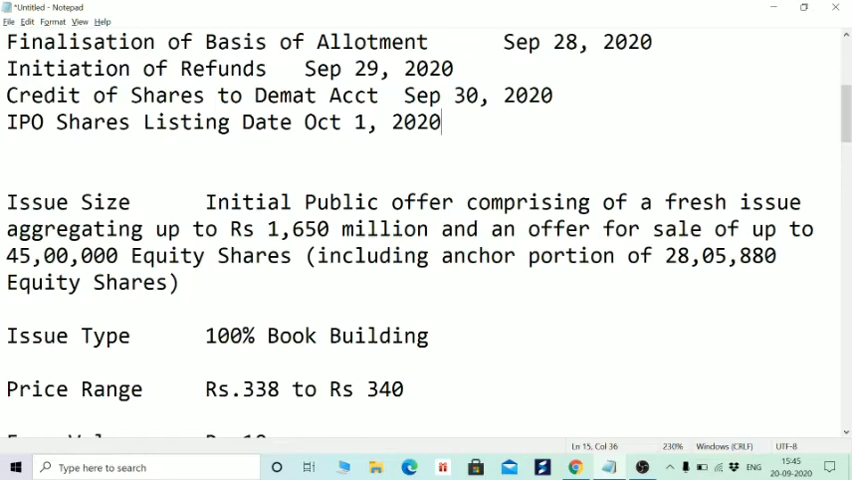 *Untitled - Notepad
File Edit Format View Help
Finalisation of Basis of Allotment Sep 28, 2020
Initiation of Refunds Sep 29, 2020
Credit of Shares to Demat Acct Sep 30, 2020
IPO Shares Listing Date Oct 1, 2020
Issue Size Initial Public offer comprising of a fresh issue
aggregating up to Rs 1,650 million and an offer for sale of up to
45,00,000 Equity Shares (including anchor portion of 28,05,880
Equity Shares)
Issue Type 100% Book Building
Price Range Rs.338 to Rs 340
Ln 15, Col 36 230% Windows (CRLF) UTF-8
Type here to search
ENG
15:45
20-09-2020